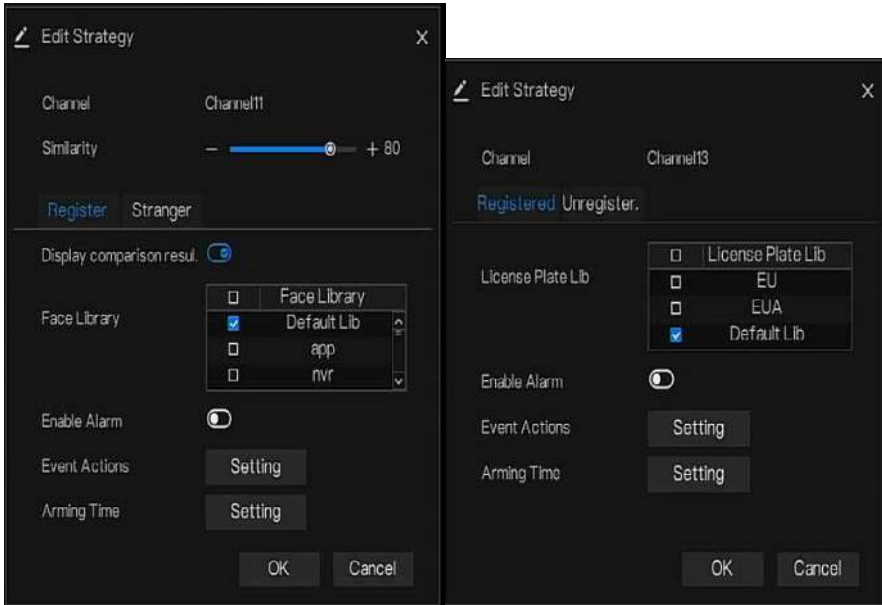 Edit Strategy X
Channel Channel11
Similarity − + 80
Register Stranger
Display comparison resul.
Face Library
Face Library
Default Lib
app
nvr
Enable Alarm
Event Actions Setting
Arming Time Setting
OK Cancel
Edit Strategy X
Channel Channel13
Registered Unregister.
License Plate Lib
License Plate Lib
EU
EUA
Default Lib
Enable Alarm
Event Actions Setting
Arming Time Setting
OK Cancel